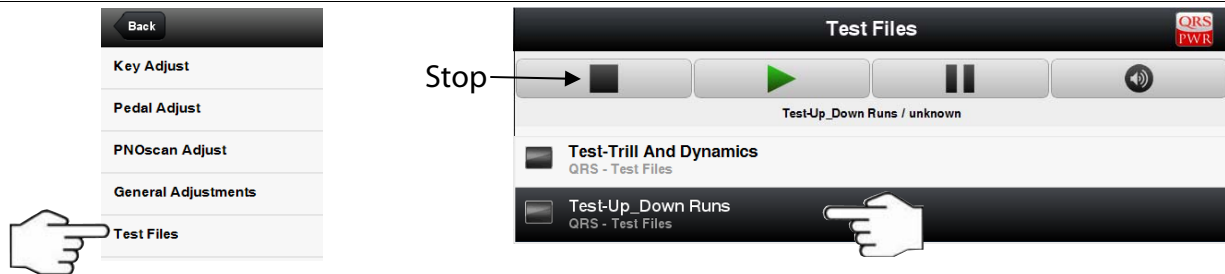 Back
Key Adjust
Pedal Adjust
PNOscan Adjust
General Adjustments
Test Files
Stop
Test Files
QRS
PWR
Test-Up_Down Runs / unknown
Test-Trill And Dynamics
QRS - Test Files
Test-Up_Down Runs
QRS - Test Files